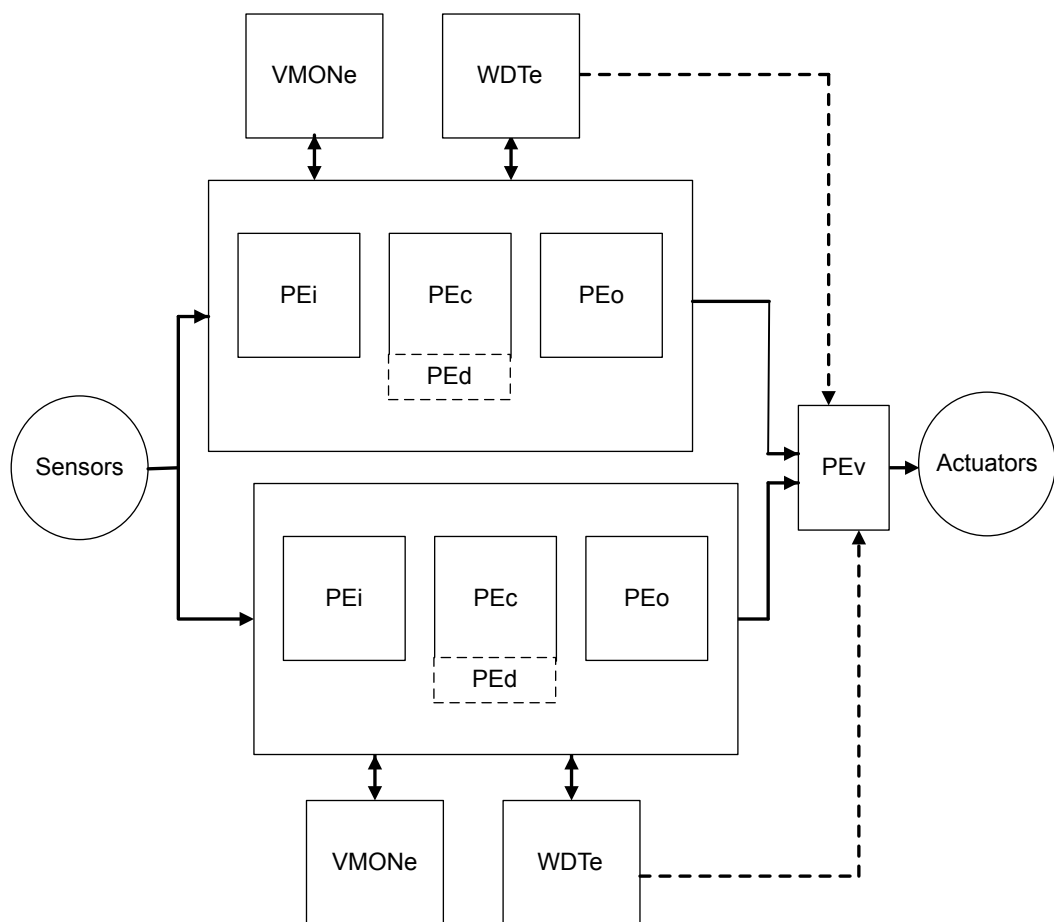 VMONe
WDTe
PEi
PEc
PEo
PEd
Sensors
PEv
Actuators
PEi
PEc
PEo
PEd
VMONe
WDTe